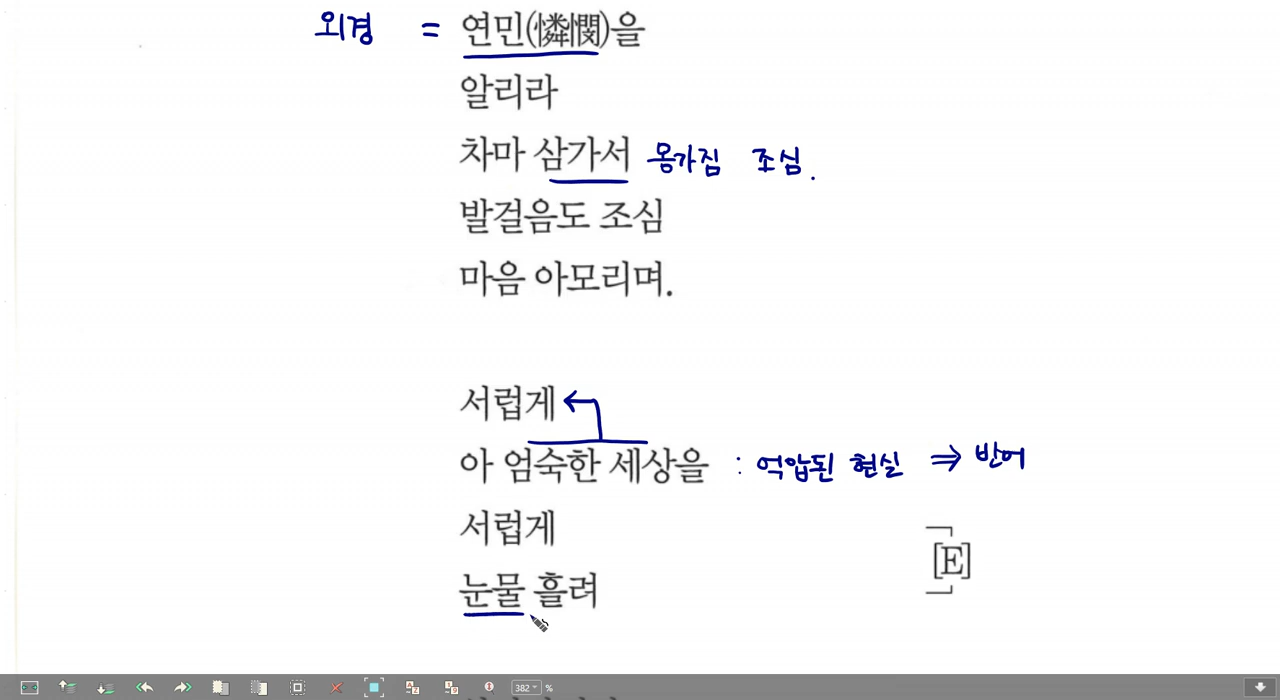 외경 = 연민(憐憫)을
알리라
차마 삼가서 몸가짐 조심.
발걸음도 조심
마음 아모리며.
서럽게
아 엄숙한 세상을 : 억압된 현실 ⇒ 반어
서럽게
[E]
눈물 흘려
382 %